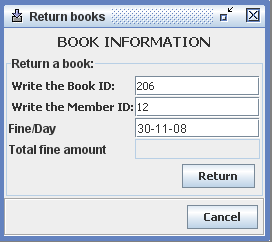 Return books
BOOK INFORMATION
Return a book:
Write the Book ID: 206
Write the Member ID: 12
Fine/Day 30-11-08
Total fine amount
Return
Cancel